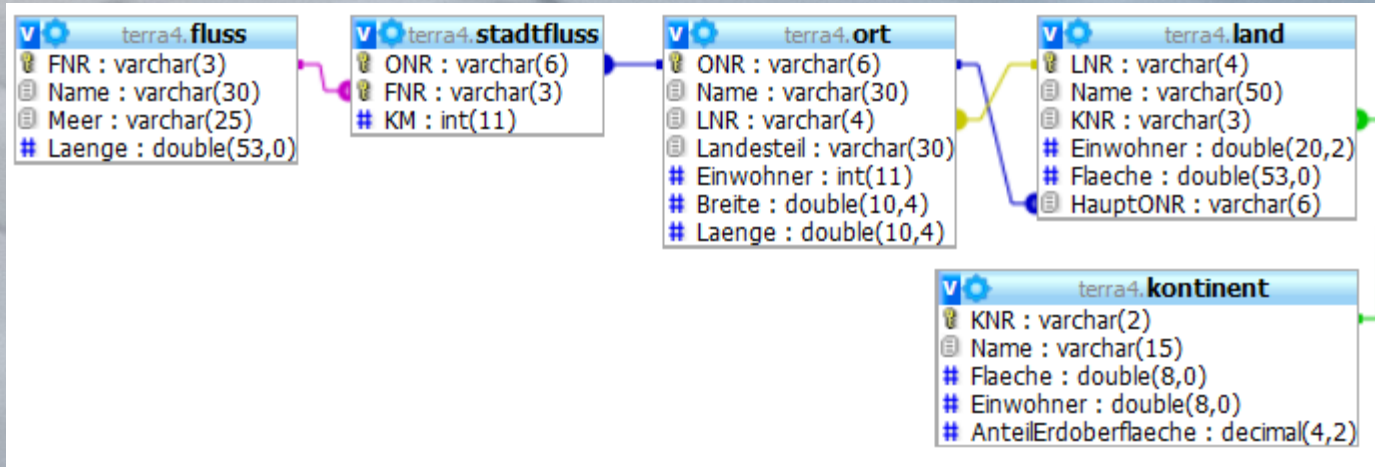 terra4.fluss
FNR : varchar(3)
Name : varchar(30)
Meer : varchar(25)
# Laenge : double(53,0)
terra4.stadtfluss
ONR : varchar(6)
FNR : varchar(3)
# KM : int(11)
terra4.ort
ONR : varchar(6)
Name : varchar(30)
LNR : varchar(4)
Landesteil : varchar(30)
# Einwohner : int(11)
# Breite : double(10,4)
# Laenge : double(10,4)
terra4.land
LNR : varchar(4)
Name : varchar(50)
KNR : varchar(3)
# Einwohner : double(20,2)
# Flaeche : double(53,0)
HauptONR : varchar(6)
terra4.kontinent
KNR : varchar(2)
Name : varchar(15)
# Flaeche : double(8,0)
# Einwohner : double(8,0)
# AnteilErdoberflaeche : decimal(4,2)